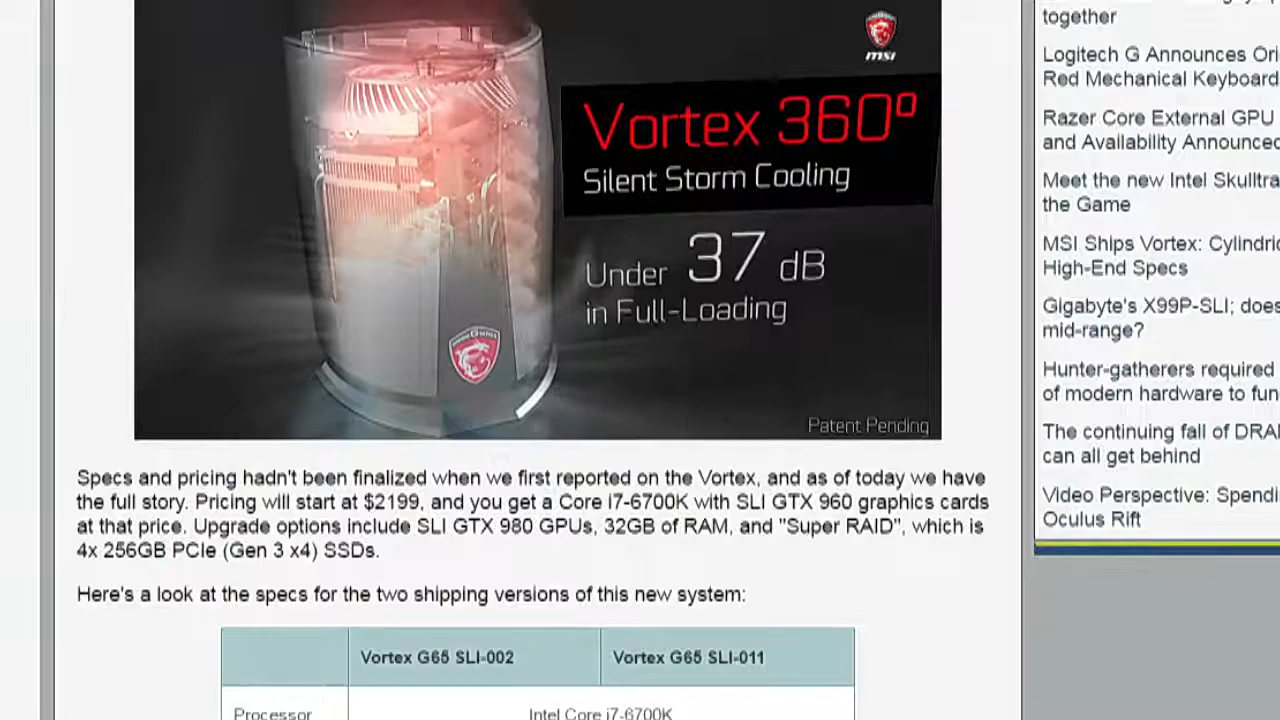 msi
Vortex 360º
Silent Storm Cooling
Under 37 dB
in Full-Loading
Patent Pending
Specs and pricing hadn't been finalized when we first reported on the Vortex, and as of today we have
the full story. Pricing will start at $2199, and you get a Core i7-6700K with SLI GTX 960 graphics cards
at that price. Upgrade options include SLI GTX 980 GPUs, 32GB of RAM, and "Super RAID", which is
4x 256GB PCIe (Gen 3 x4) SSDs.
Here's a look at the specs for the two shipping versions of this new system:
Vortex G65 SLI-002 Vortex G65 SLI-011
Processor Intel Core i7-6700K
together
Logitech G Announces Ori
Red Mechanical Keyboard
Razer Core External GPU
and Availability Announced
Meet the new Intel Skulltra
the Game
MSI Ships Vortex: Cylindric
High-End Specs
Gigabyte's X99P-SLI; does
mid-range?
Hunter-gatherers required
of modern hardware to fun
The continuing fall of DRA
can all get behind
Video Perspective: Spendi
Oculus Rift